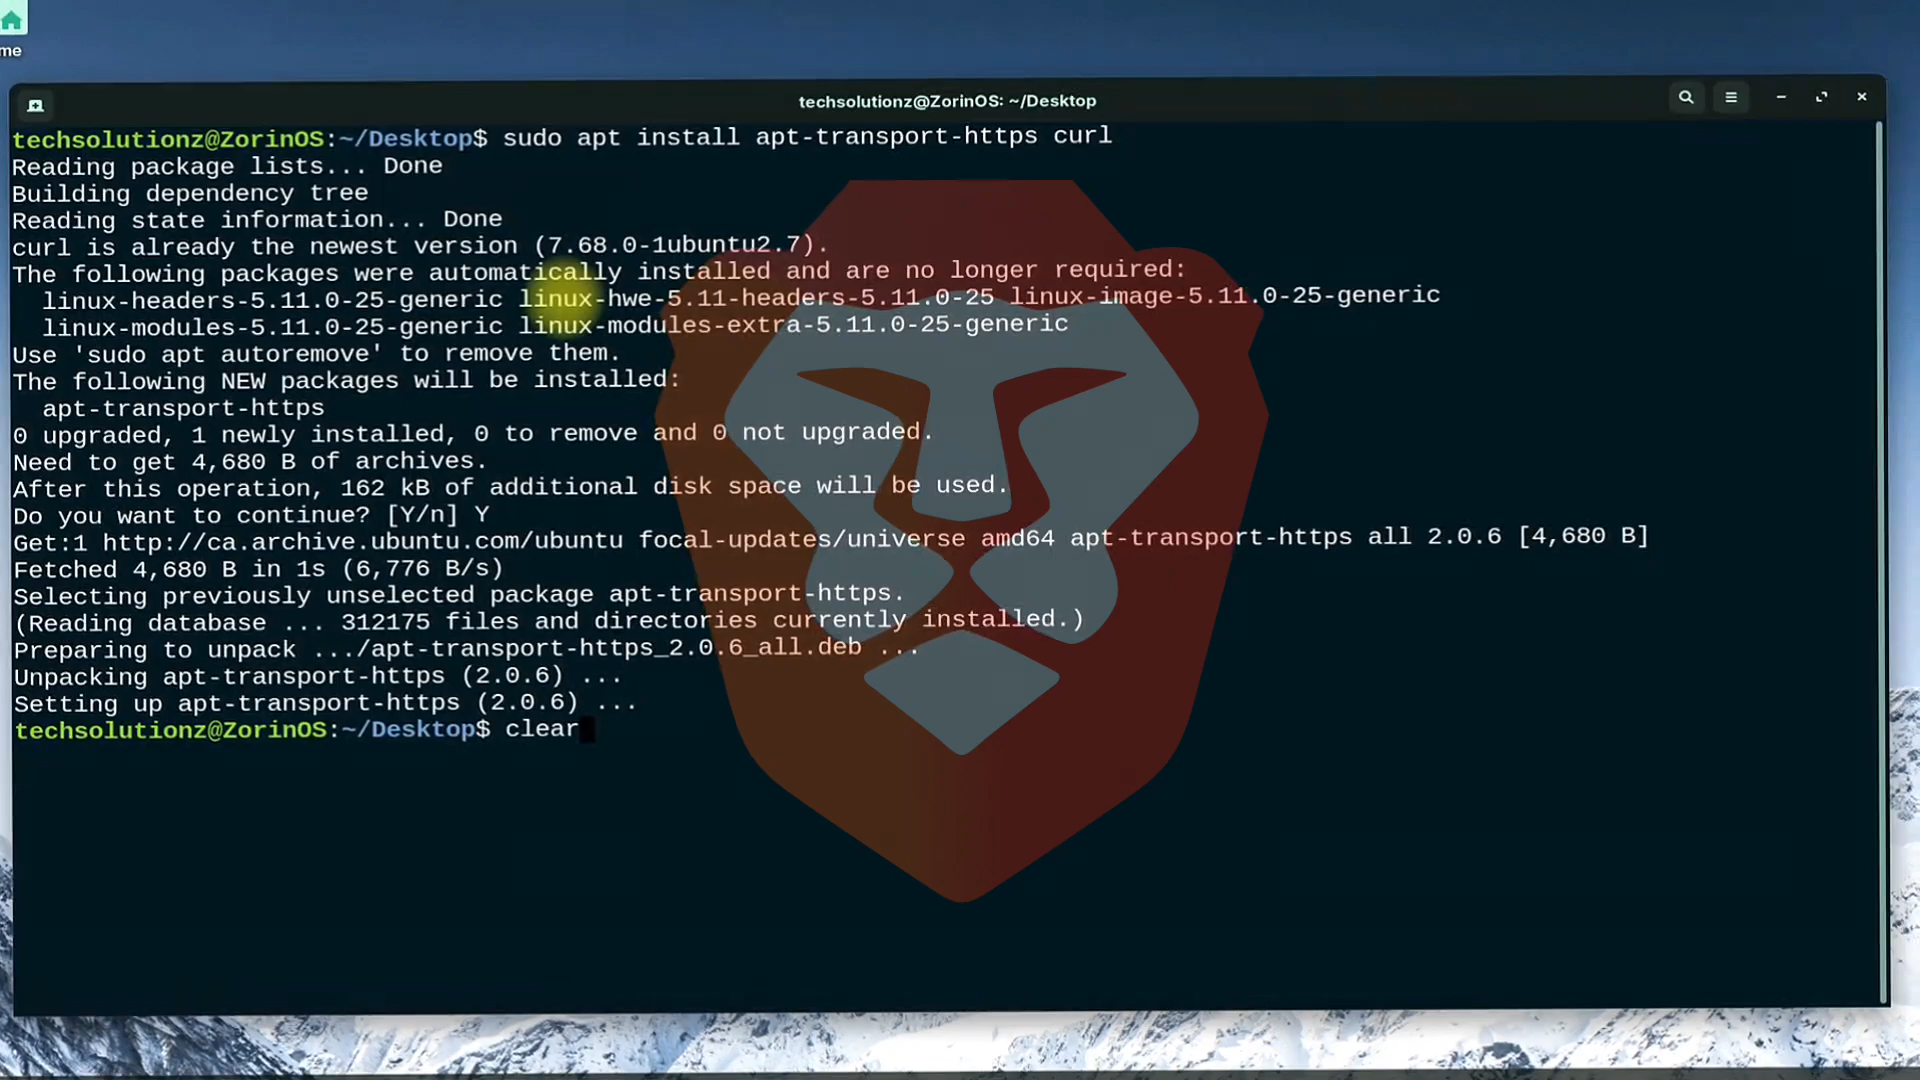 me
techsolutionz@ZorinOS: ~/Desktop
techsolutionz@ZorinOS:~/Desktop$ sudo apt install apt-transport-https curl
Reading package lists... Done
Building dependency tree
Reading state information... Done
curl is already the newest version (7.68.0-1ubuntu2.7).
The following packages were automatically installed and are no longer required:
linux-headers-5.11.0-25-generic linux-hwe-5.11-headers-5.11.0-25 linux-image-5.11.0-25-generic
linux-modules-5.11.0-25-generic linux-modules-extra-5.11.0-25-generic
Use 'sudo apt autoremove' to remove them.
The following NEW packages will be installed:
apt-transport-https
0 upgraded, 1 newly installed, 0 to remove and 0 not upgraded.
Need to get 4,680 B of archives.
After this operation, 162 kB of additional disk space will be used.
Do you want to continue? [Y/n] Y
Get:1 http://ca.archive.ubuntu.com/ubuntu focal-updates/universe amd64 apt-transport-https all 2.0.6 [4,680 B]
Fetched 4,680 B in 1s (6,776 B/s)
Selecting previously unselected package apt-transport-https.
(Reading database ... 312175 files and directories currently installed.)
Preparing to unpack .../apt-transport-https_2.0.6_all.deb ...
Unpacking apt-transport-https (2.0.6) ...
Setting up apt-transport-https (2.0.6) ...
techsolutionz@ZorinOS:~/Desktop$ clear